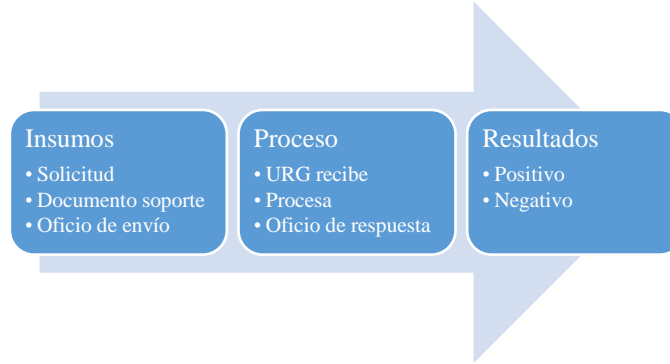 Insumos
• Solicitud
• Documento soporte
• Oficio de envío
Proceso
• URG recibe
• Procesa
• Oficio de respuesta
Resultados
• Positivo
• Negativo